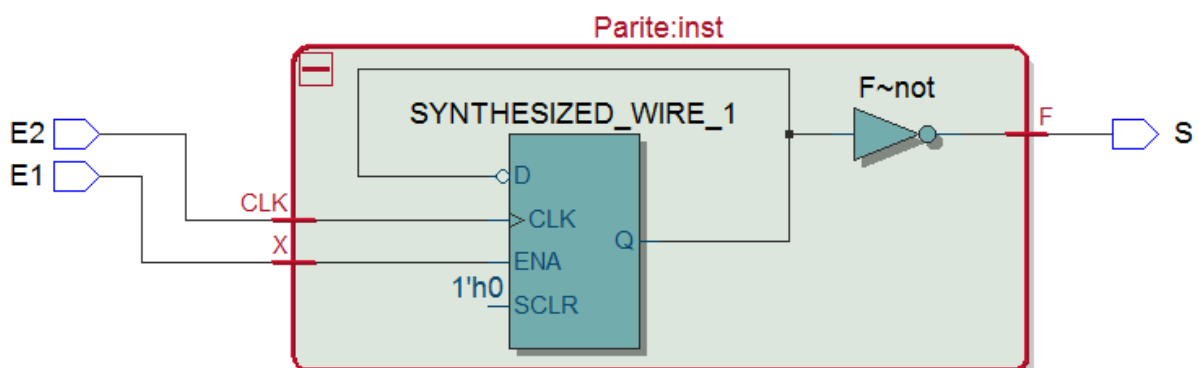 Parite:inst
F~not
SYNTHESIZED_WIRE_1
E2
F
S
E1
D
CLK
CLK
X
Q
ENA
1'h0
SCLR